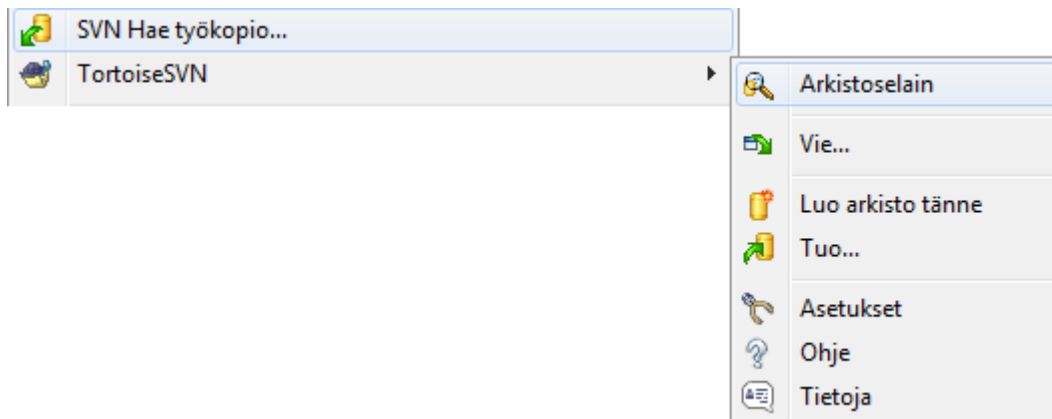 SVN Hae työkopio...
TortoiseSVN
Arkistoselain
Vie...
Luo arkisto tänne
Tuo...
Asetukset
Ohje
Tietoja